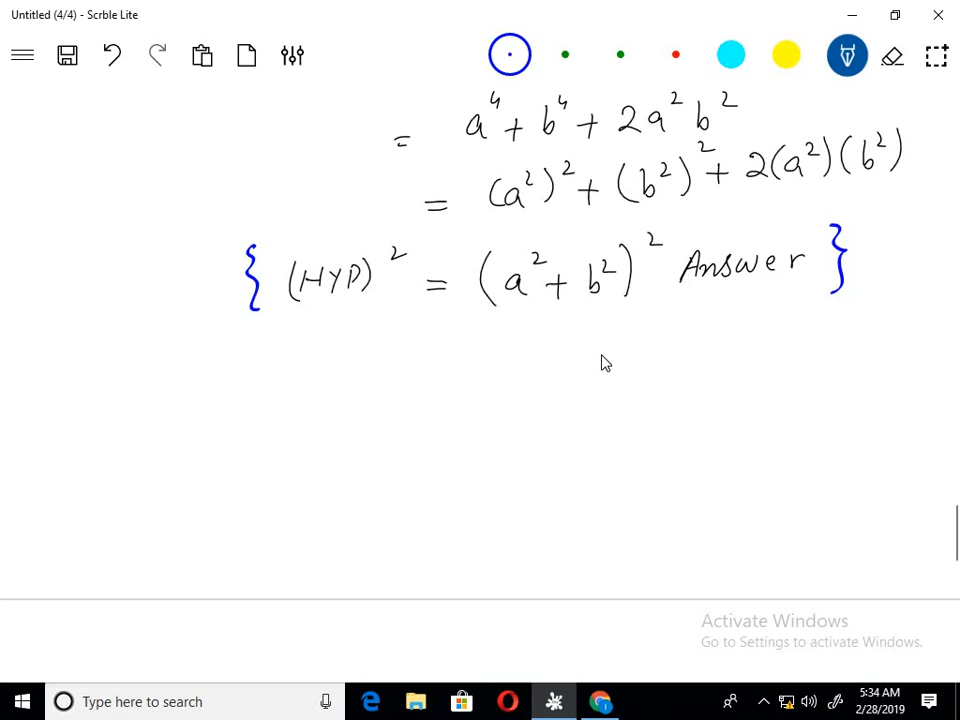 Untitled (4/4) - Scrble Lite
= a⁴ + b⁴ + 2a² b²
= (a²)² + (b²)² + 2(a²)(b²)
{ (HYP)² = (a² + b²)² Answer }
Activate Windows
Go to Settings to activate Windows.
Type here to search
5:34 AM
2/28/2019